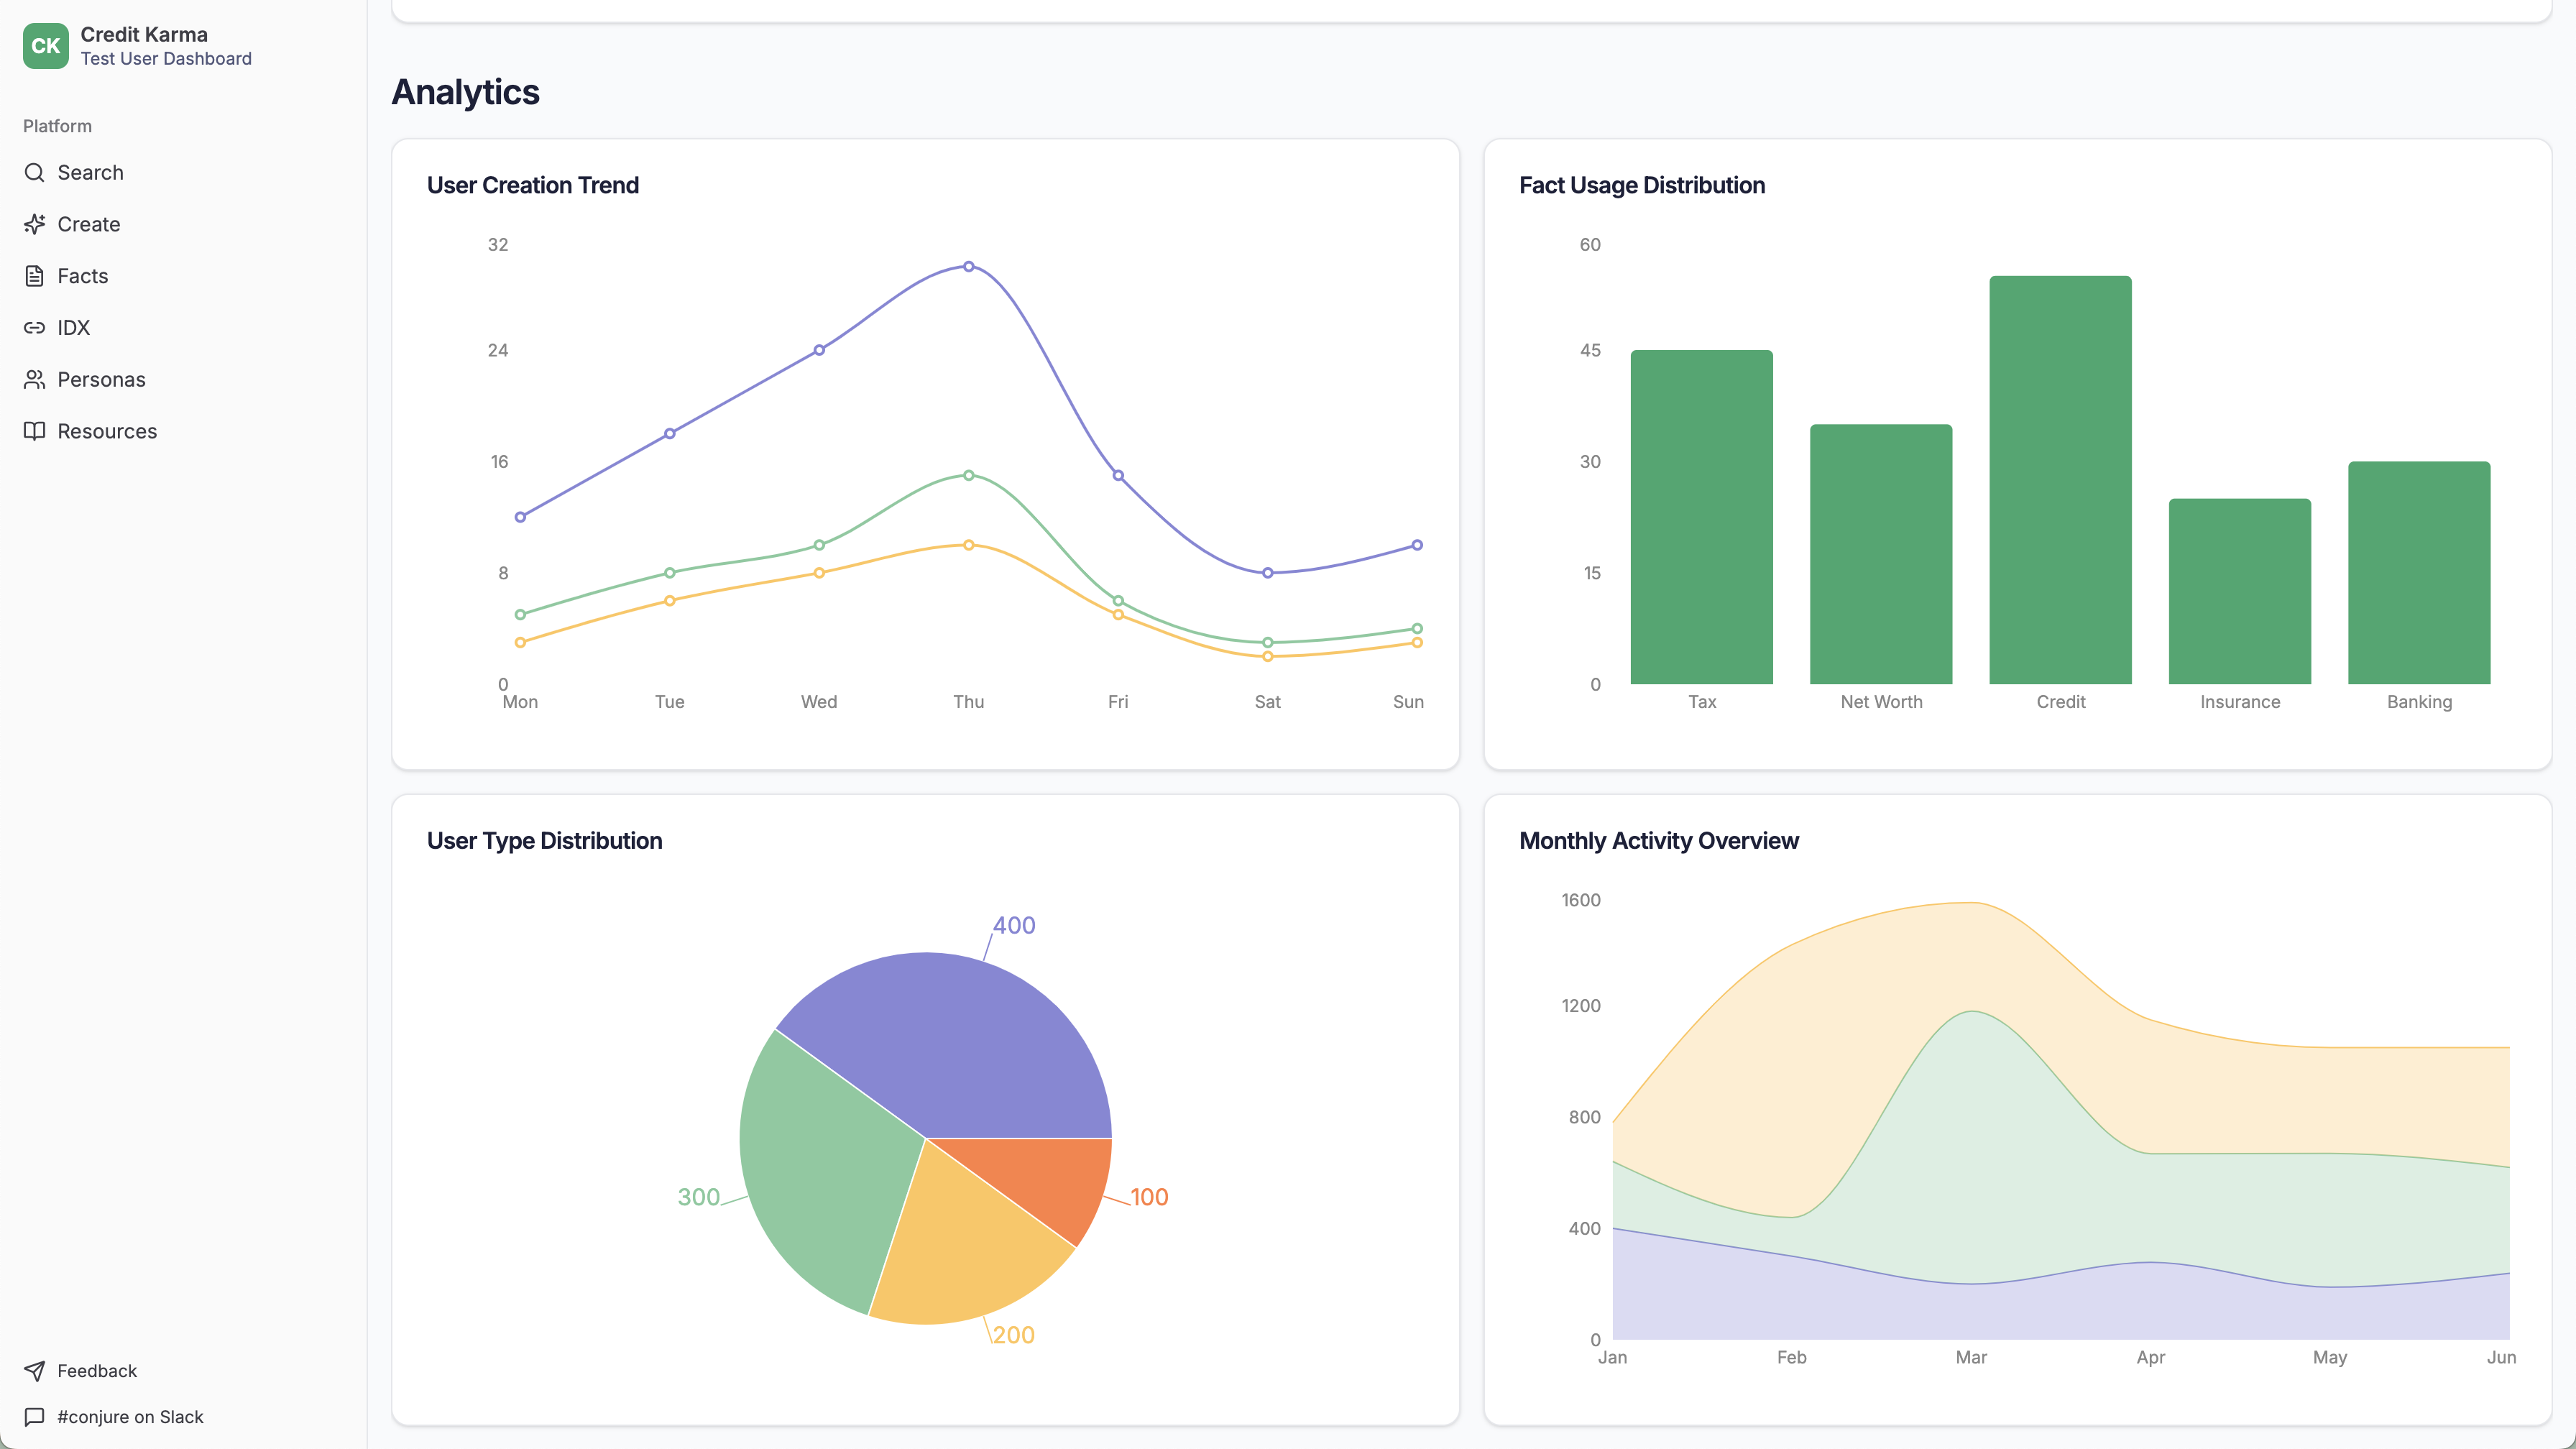 CK
Credit Karma
Test User Dashboard
Platform
Search
Create
Facts
IDX
Personas
Resources
Feedback
#conjure on Slack
Analytics
User Creation Trend
32
24
16
8
0
Mon Tue Wed Thu Fri Sat Sun
Fact Usage Distribution
60
45
30
15
0
Tax Net Worth Credit Insurance Banking
User Type Distribution
400
300
100
200
Monthly Activity Overview
1600
1200
800
400
0
Jan Feb Mar Apr May Jun